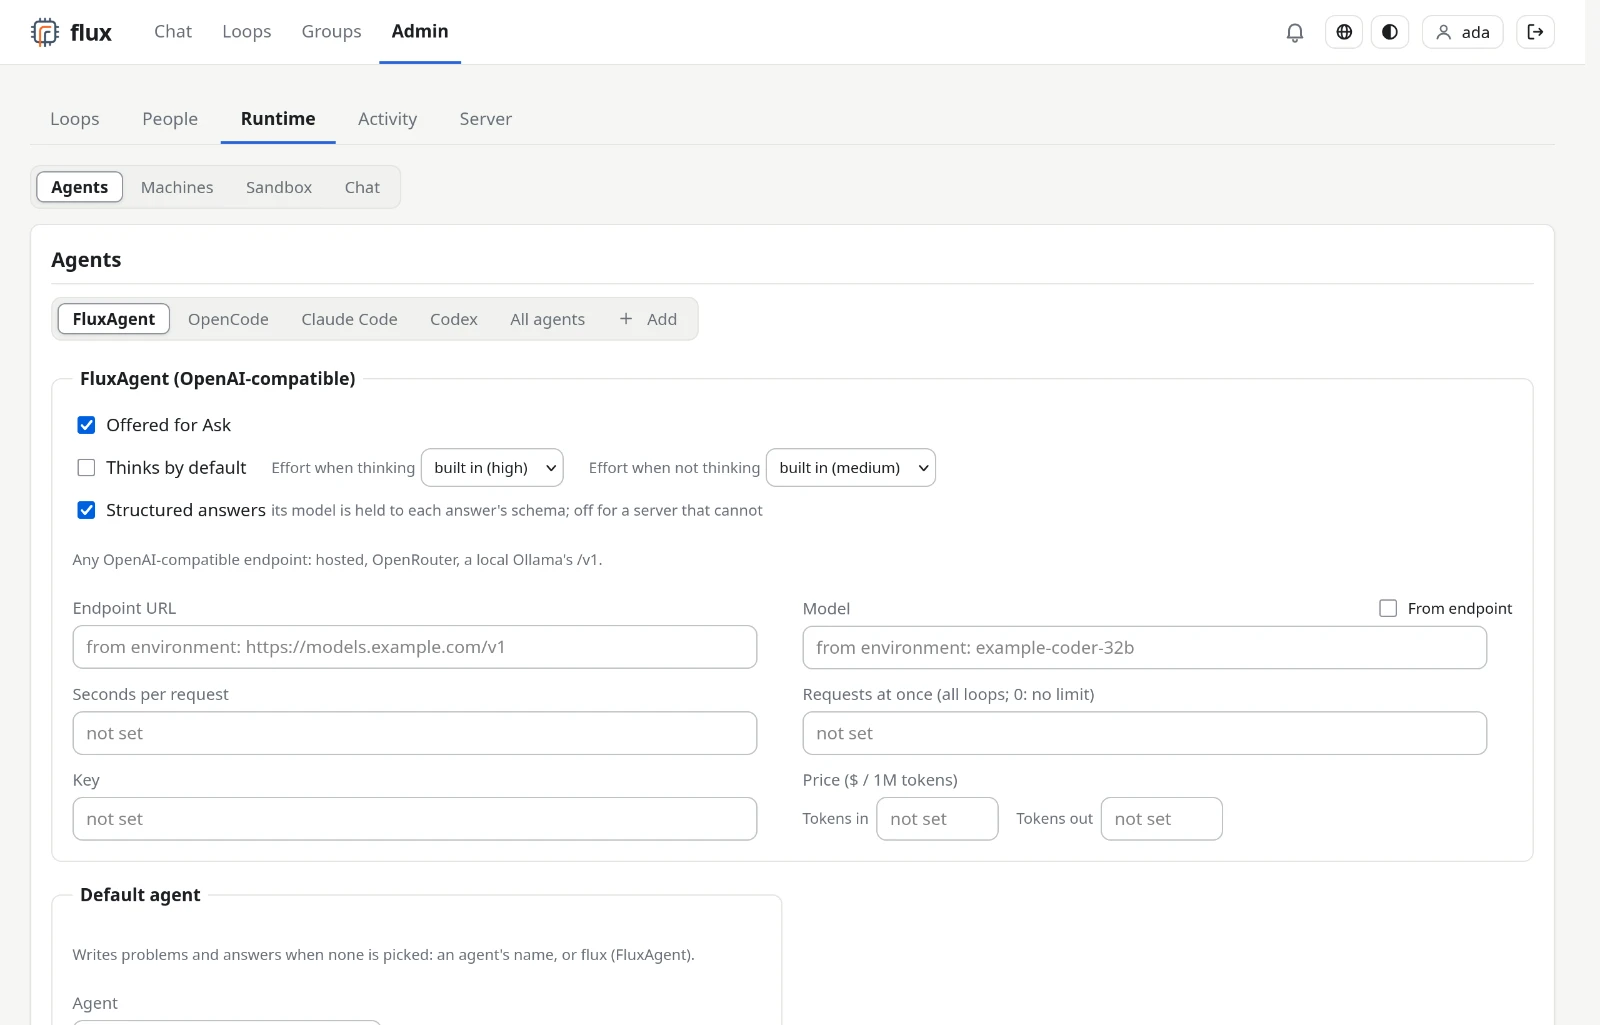 flux Chat Loops Groups Admin ada
Loops People Runtime Activity Server
Agents Machines Sandbox Chat
Agents
FluxAgent OpenCode Claude Code Codex All agents + Add
FluxAgent (OpenAI-compatible)
Offered for Ask
Thinks by default Effort when thinking built in (high) Effort when not thinking built in (medium)
Structured answers its model is held to each answer's schema; off for a server that cannot
Any OpenAI-compatible endpoint: hosted, OpenRouter, a local Ollama's /v1.
Endpoint URL Model From endpoint
from environment: https://models.example.com/v1 from environment: example-coder-32b
Seconds per request Requests at once (all loops; 0: no limit)
not set not set
Key Price ($ / 1M tokens)
not set Tokens in not set Tokens out not set
Default agent
Writes problems and answers when none is picked: an agent's name, or flux (FluxAgent).
Agent